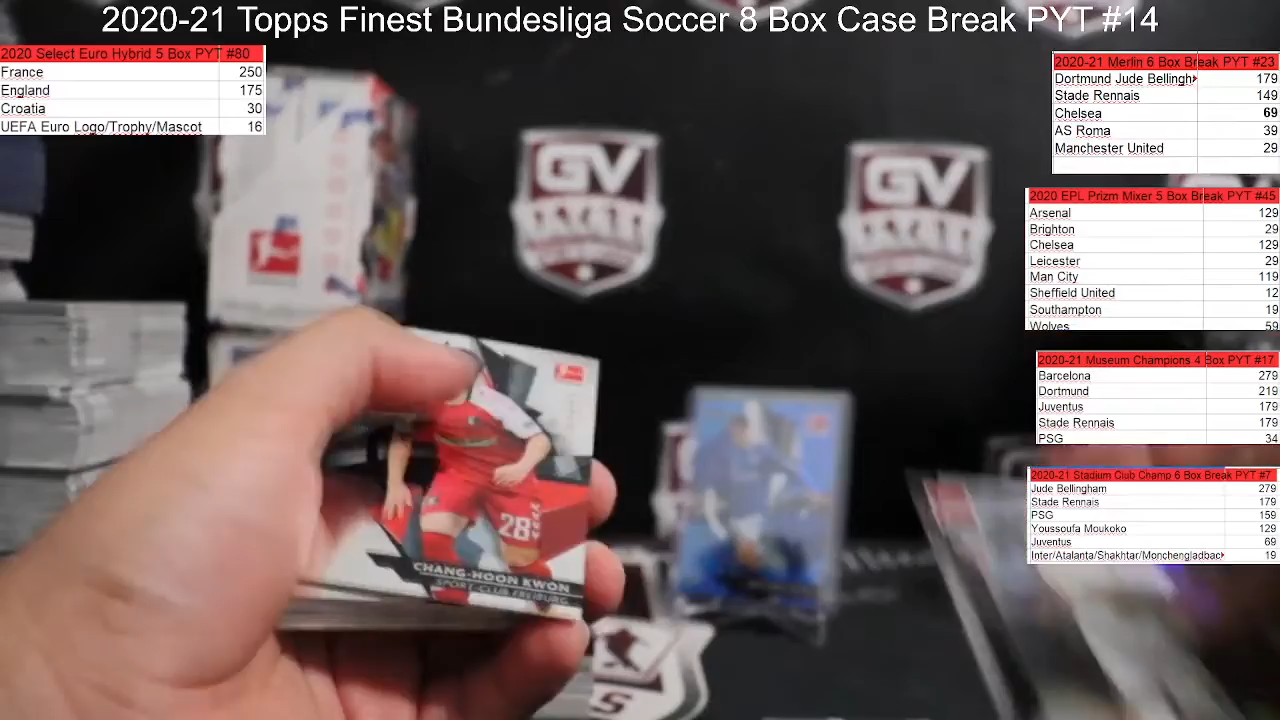 2020-21 Topps Finest Bundesliga Soccer 8 Box Case Break PYT #14
2020 Select Euro Hybrid 5 Box PYT #80
France 250
England 175
Croatia 30
UEFA Euro Logo/Trophy/Mascot 16
2020-21 Merlin 6 Box Break PYT #23
Dortmund Jude Bellingh 179
Stade Rennais 149
Chelsea 69
AS Roma 39
Manchester United 29
2020 EPL Prizm Mixer 5 Box Break PYT #45
Arsenal 129
Brighton 29
Chelsea 129
Leicester 29
Man City 119
Sheffield United 12
Southampton 19
Wolves 59
2020-21 Museum Champions 4 Box PYT #17
Barcelona 279
Dortmund 219
Juventus 179
Stade Rennais 179
PSG 34
2020-21 Stadium Club Champ 6 Box Break PYT #7
Jude Bellingham 279
Stade Rennais 179
PSG 159
Youssoufa Moukoko 129
Juventus 69
Inter/Atalanta/Shakhtar/Monchengladbach 19
GV
GV
28
CHANG-HOON KWON
SPORT-CLUB FREIBURG
S